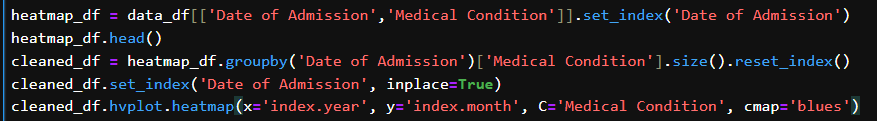 heatmap_df = data_df[['Date of Admission','Medical Condition']].set_index('Date of Admission')
heatmap_df.head()
cleaned_df = heatmap_df.groupby('Date of Admission')['Medical Condition'].size().reset_index()
cleaned_df.set_index('Date of Admission', inplace=True)
cleaned_df.hvplot.heatmap(x='index.year', y='index.month', C='Medical Condition', cmap='blues')